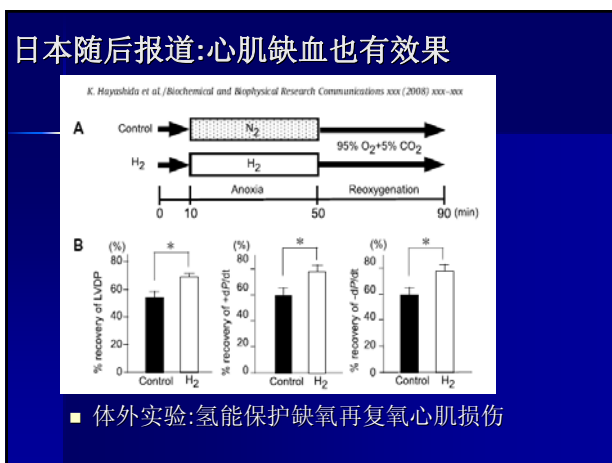 日本随后报道:心肌缺血也有效果
K. Hayashida et al./Biochemical and Biophysical Research Communications xxx (2008) xxx–xxx
A
Control
N₂
95% O₂+5% CO₂
H₂
H₂
Anoxia
Reoxygenation
0 10 50 90 (min)
B
(%)
% recovery of LVDP
80
60
40
20
0
*
Control H₂
(%)
% recovery of +dP/dt
80
60
40
20
0
*
Control H₂
(%)
% recovery of -dP/dt
80
60
40
20
0
*
Control H₂
体外实验:氢能保护缺氧再复氧心肌损伤